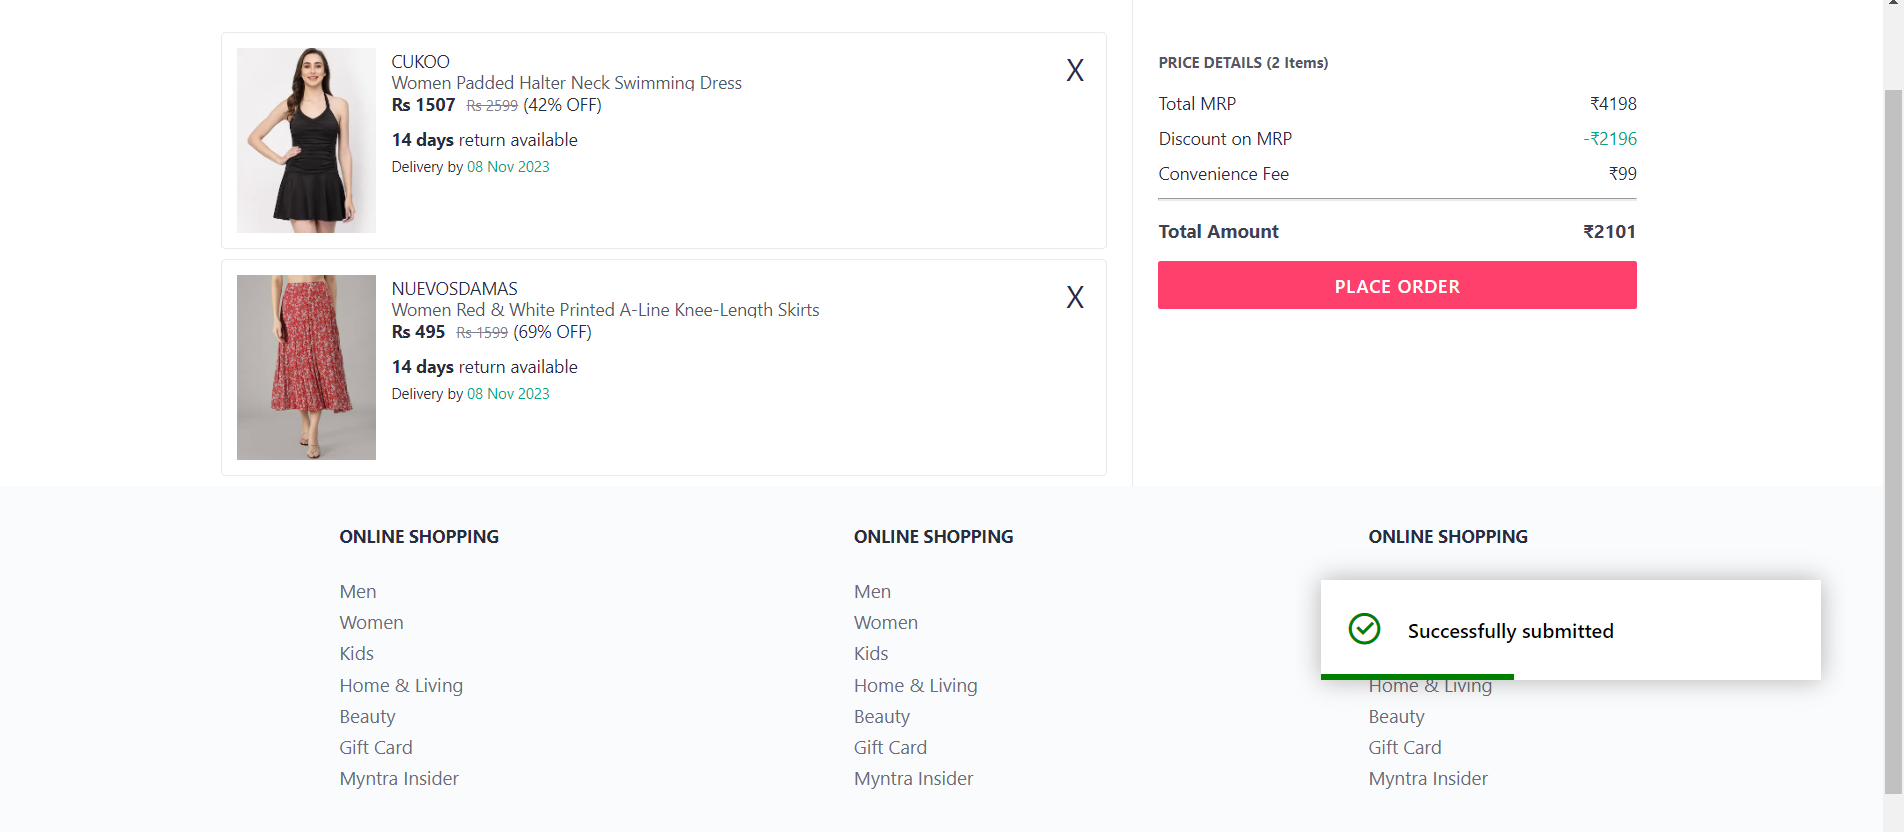 CUKOO
Women Padded Halter Neck Swimming Dress
Rs 1507 Rs 2599 (42% OFF)
14 days return available
Delivery by 08 Nov 2023
X
NUEVOSDAMAS
Women Red & White Printed A-Line Knee-Length Skirts
Rs 495 Rs 1599 (69% OFF)
14 days return available
Delivery by 08 Nov 2023
X
PRICE DETAILS (2 Items)
Total MRP ₹4198
Discount on MRP -₹2196
Convenience Fee ₹99
Total Amount ₹2101
PLACE ORDER
ONLINE SHOPPING
Men
Women
Kids
Home & Living
Beauty
Gift Card
Myntra Insider
ONLINE SHOPPING
Men
Women
Kids
Home & Living
Beauty
Gift Card
Myntra Insider
ONLINE SHOPPING
Successfully submitted
Home & Living
Beauty
Gift Card
Myntra Insider